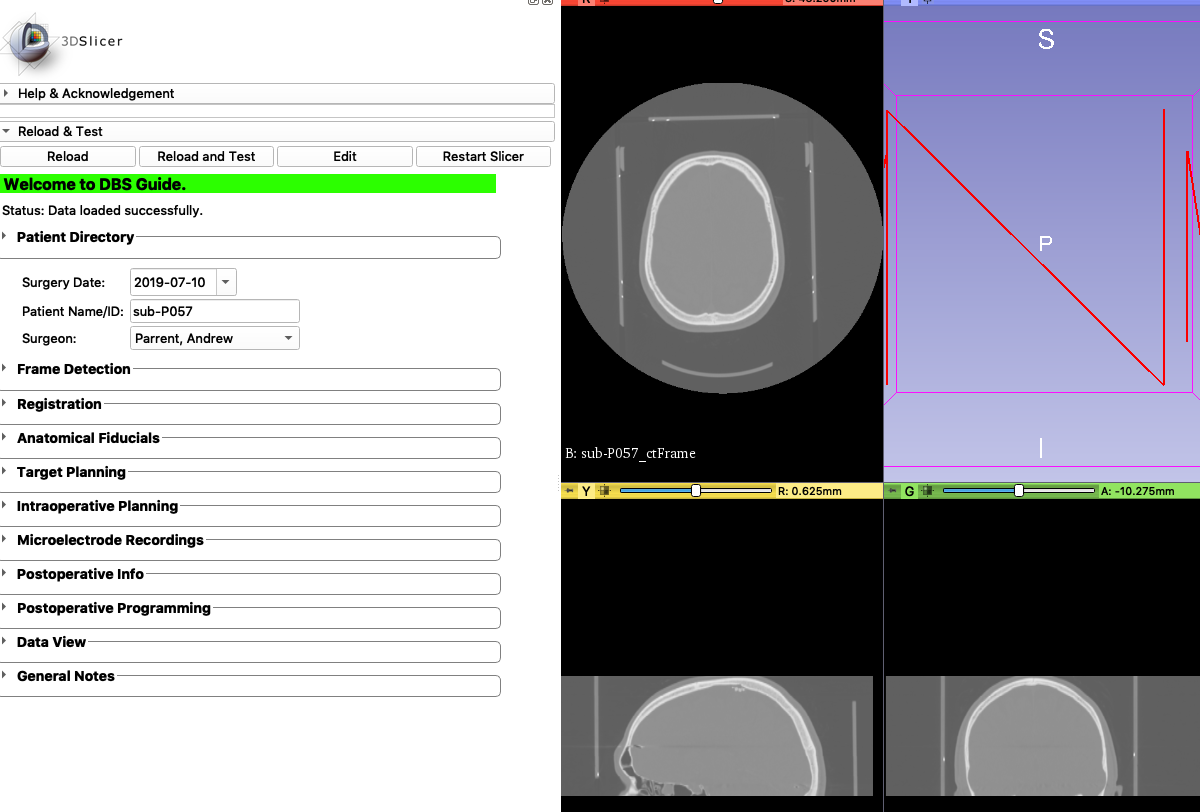 3DSlicer
Help & Acknowledgement
Reload & Test
Reload
Reload and Test
Edit
Restart Slicer
Welcome to DBS Guide.
Status: Data loaded successfully.
Patient Directory
Surgery Date: 2019-07-10
Patient Name/ID: sub-P057
Surgeon: Parrent, Andrew
Frame Detection
Registration
Anatomical Fiducials
Target Planning
Intraoperative Planning
Microelectrode Recordings
Postoperative Info
Postoperative Programming
Data View
General Notes
B: sub-P057_ctFrame
S
P
I
Y
R: 0.625mm
G
A: -10.275mm